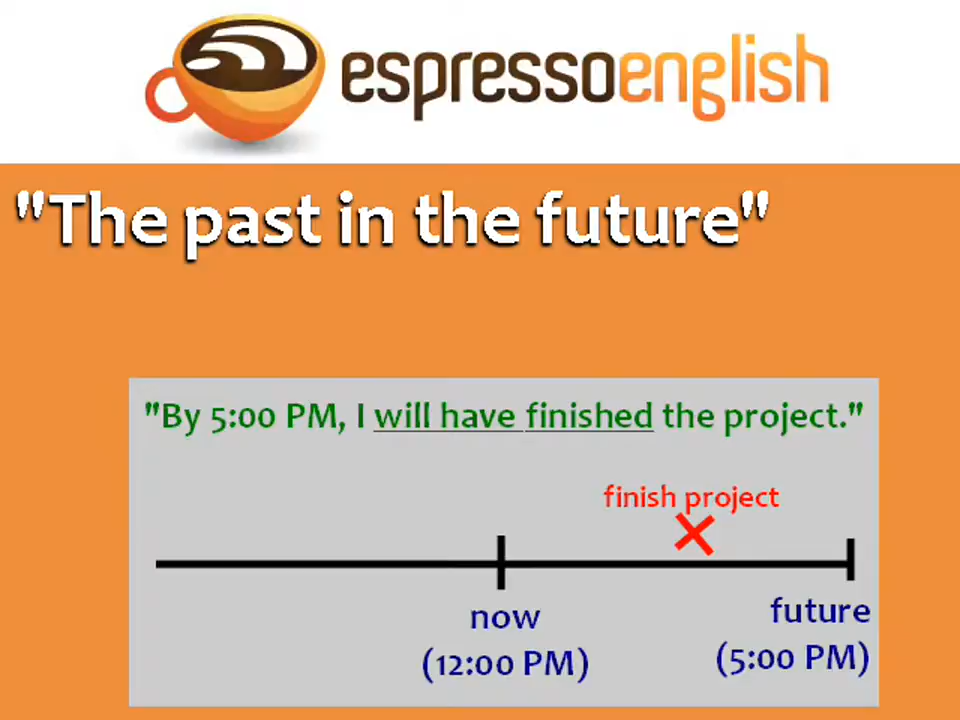 espressoenglish
"The past in the future"
"By 5:00 PM, I will have finished the project."
finish project
now
(12:00 PM)
future
(5:00 PM)